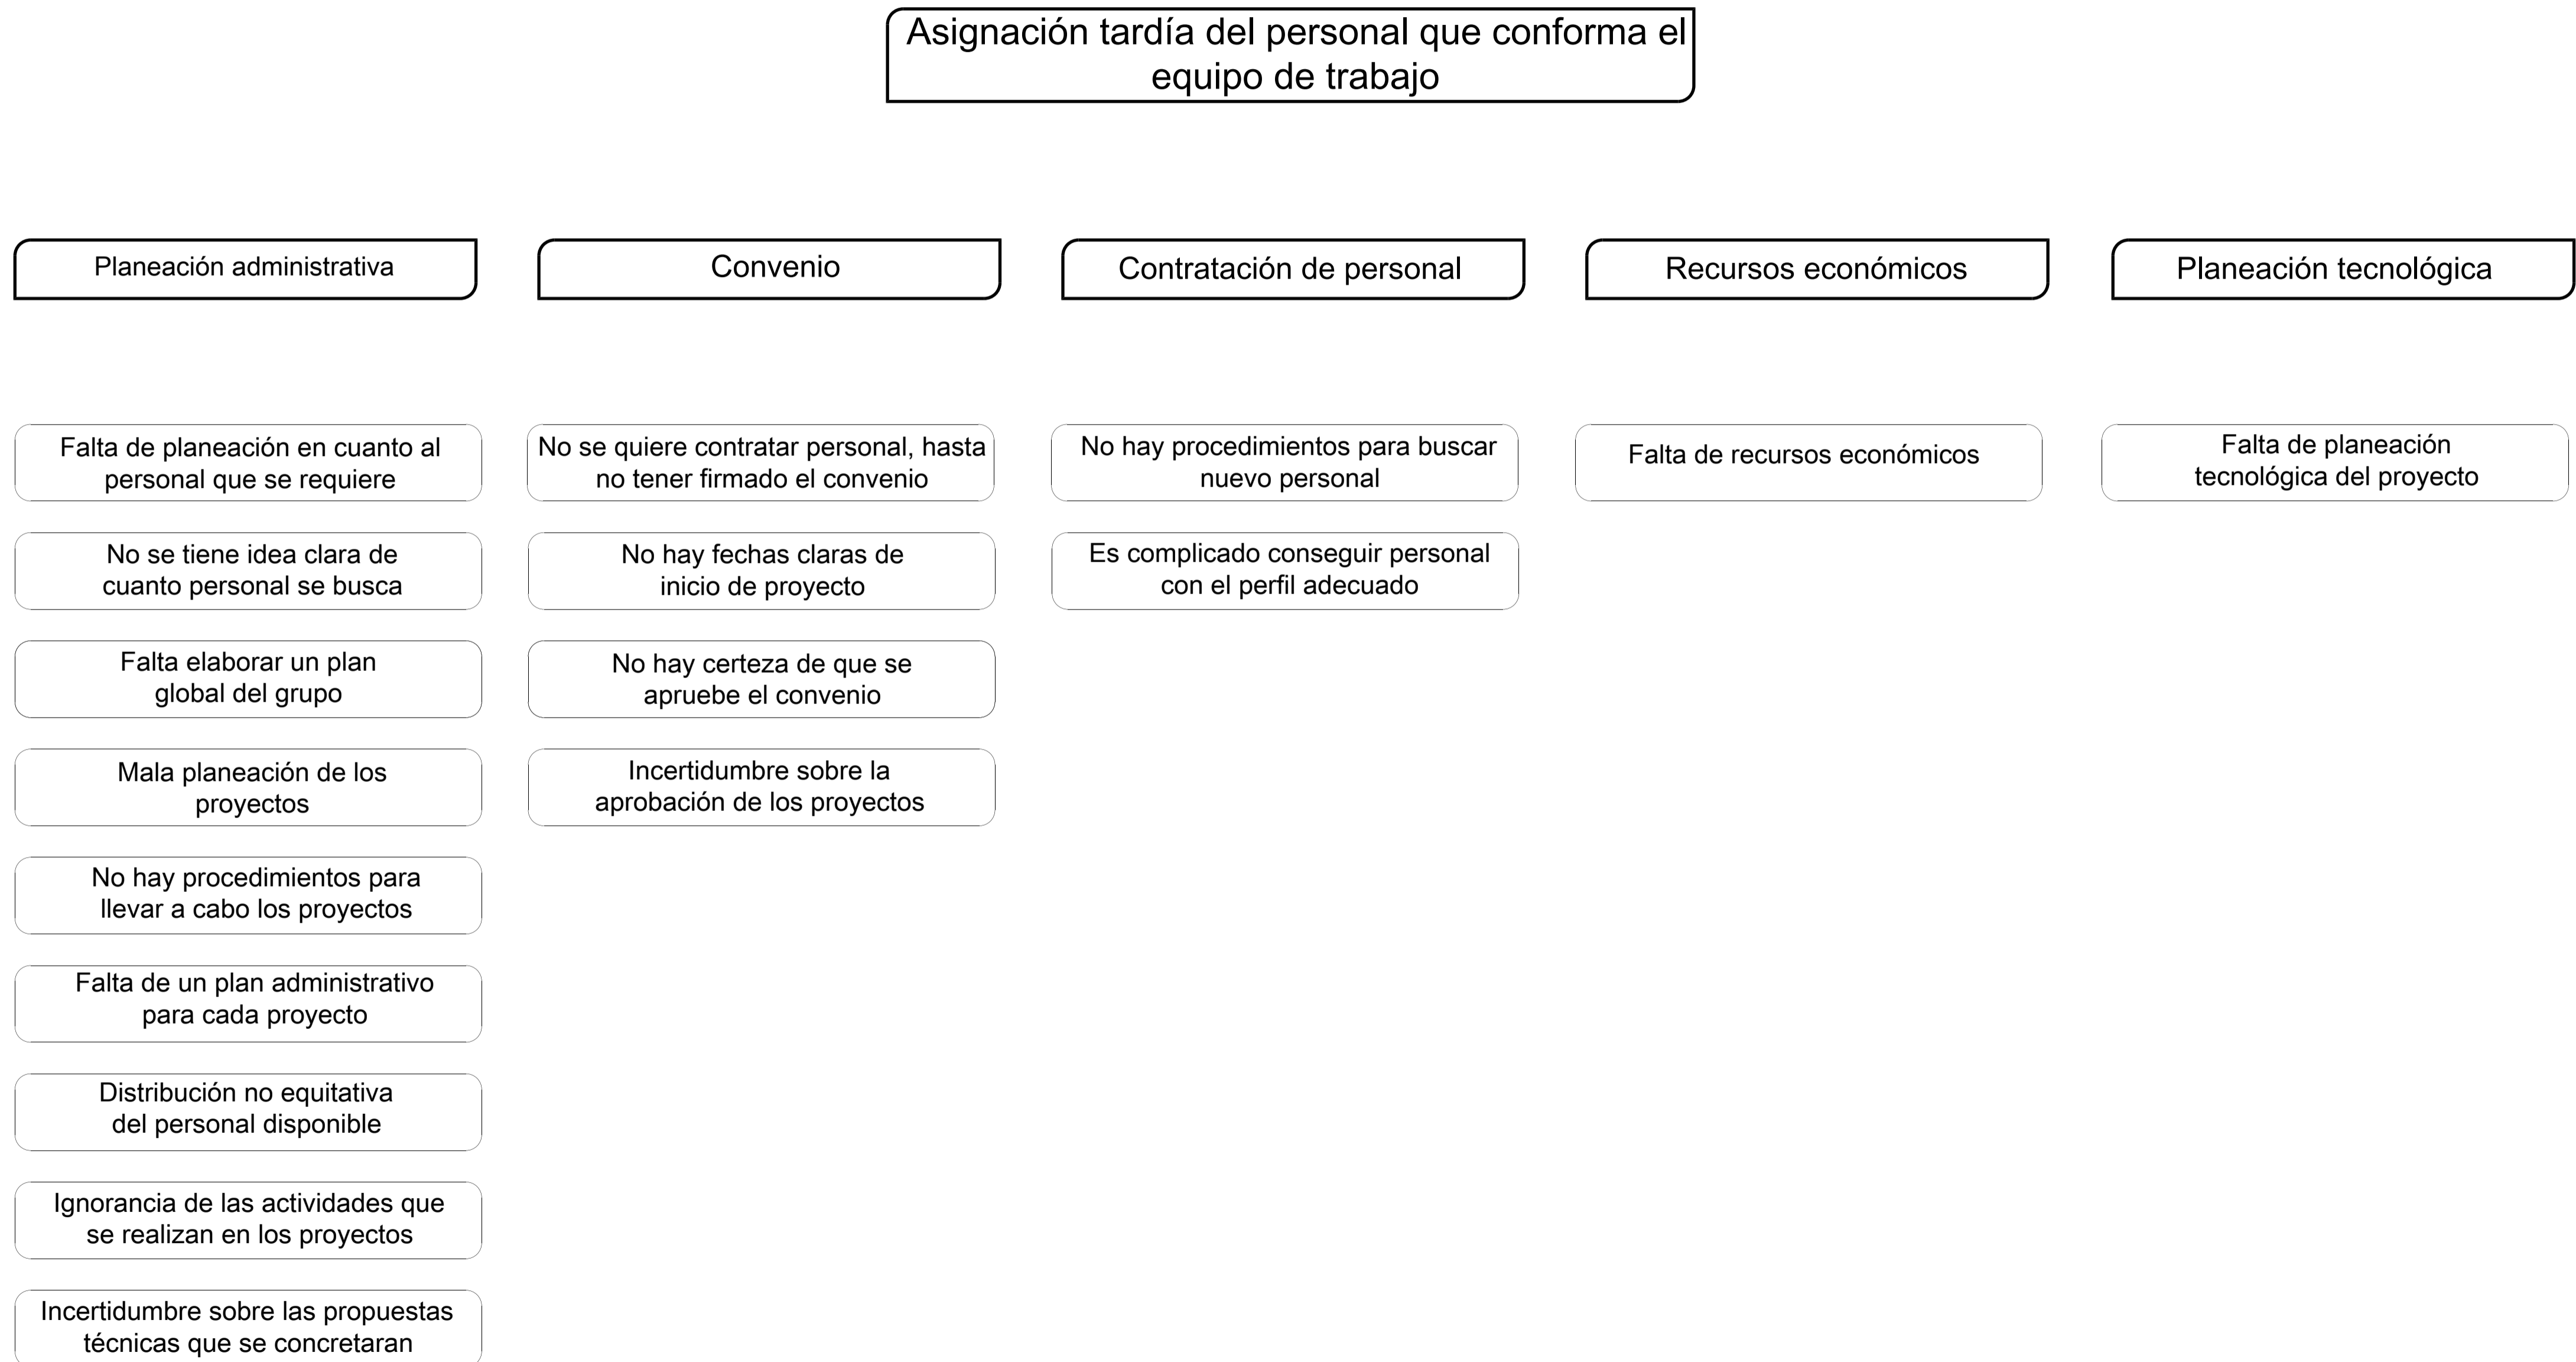 Asignación tardía del personal que conforma el
equipo de trabajo
Planeación administrativa
Convenio
Contratación de personal
Recursos económicos
Planeación tecnológica
Falta de planeación en cuanto al
personal que se requiere
No se tiene idea clara de
cuanto personal se busca
Falta elaborar un plan
global del grupo
Mala planeación de los
proyectos
No hay procedimientos para
llevar a cabo los proyectos
Falta de un plan administrativo
para cada proyecto
Distribución no equitativa
del personal disponible
Ignorancia de las actividades que
se realizan en los proyectos
Incertidumbre sobre las propuestas
técnicas que se concretaran
No se quiere contratar personal, hasta
no tener firmado el convenio
No hay fechas claras de
inicio de proyecto
No hay certeza de que se
apruebe el convenio
Incertidumbre sobre la
aprobación de los proyectos
No hay procedimientos para buscar
nuevo personal
Es complicado conseguir personal
con el perfil adecuado
Falta de recursos económicos
Falta de planeación
tecnológica del proyecto